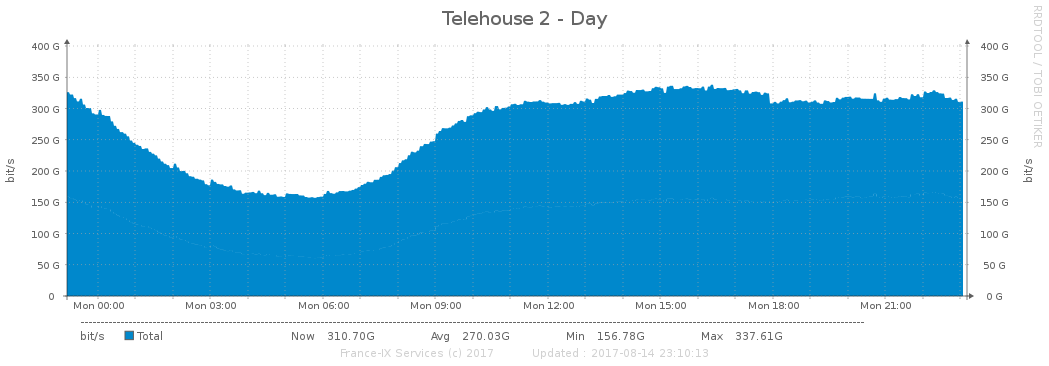 Telehouse 2 - Day
RRDTOOL / TOBI OETIKER
400 G 400 G
350 G 350 G
300 G 300 G
250 G 250 G
200 G 200 G
150 G 150 G
100 G 100 G
50 G 50 G
0 0 G
bit/s bit/s
Mon 00:00 Mon 03:00 Mon 06:00 Mon 09:00 Mon 12:00 Mon 15:00 Mon 18:00 Mon 21:00
bit/s Total Now 310.70G Avg 270.03G Min 156.78G Max 337.61G
France-IX Services (c) 2017 Updated : 2017-08-14 23:10:13